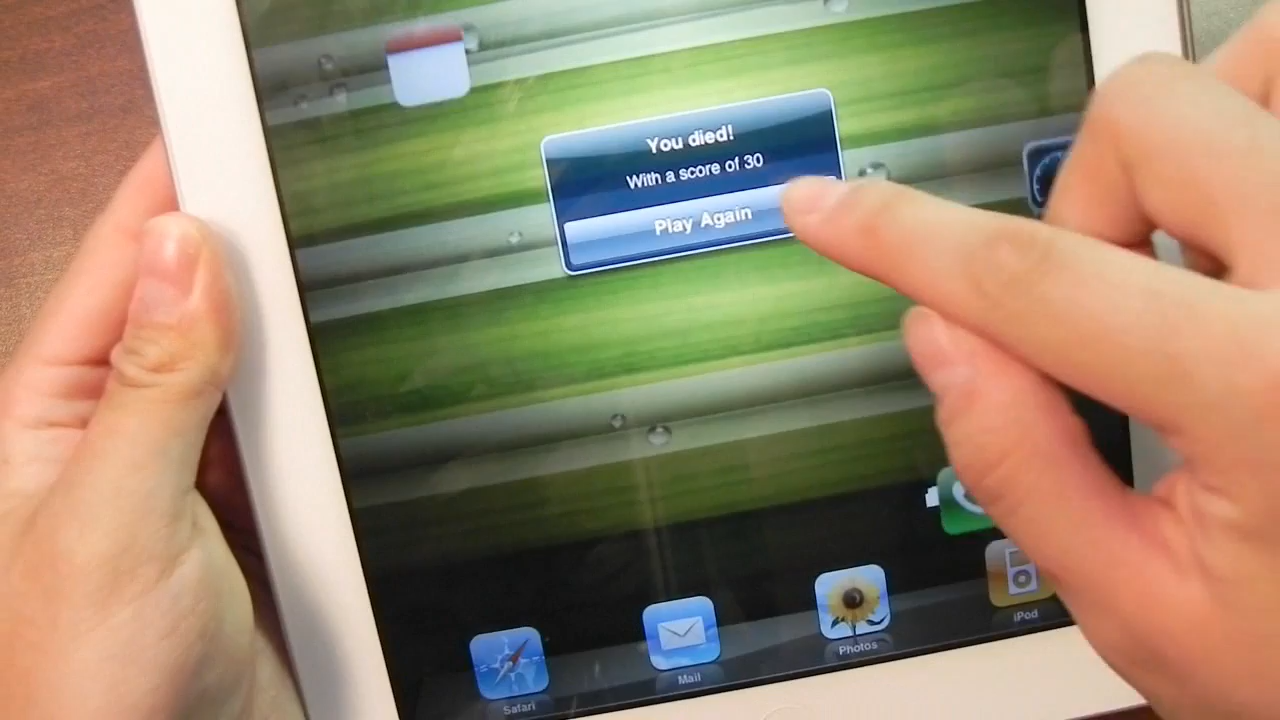 You died!
With a score of 30
Play Again
Safari
Mail
Photos
iPod